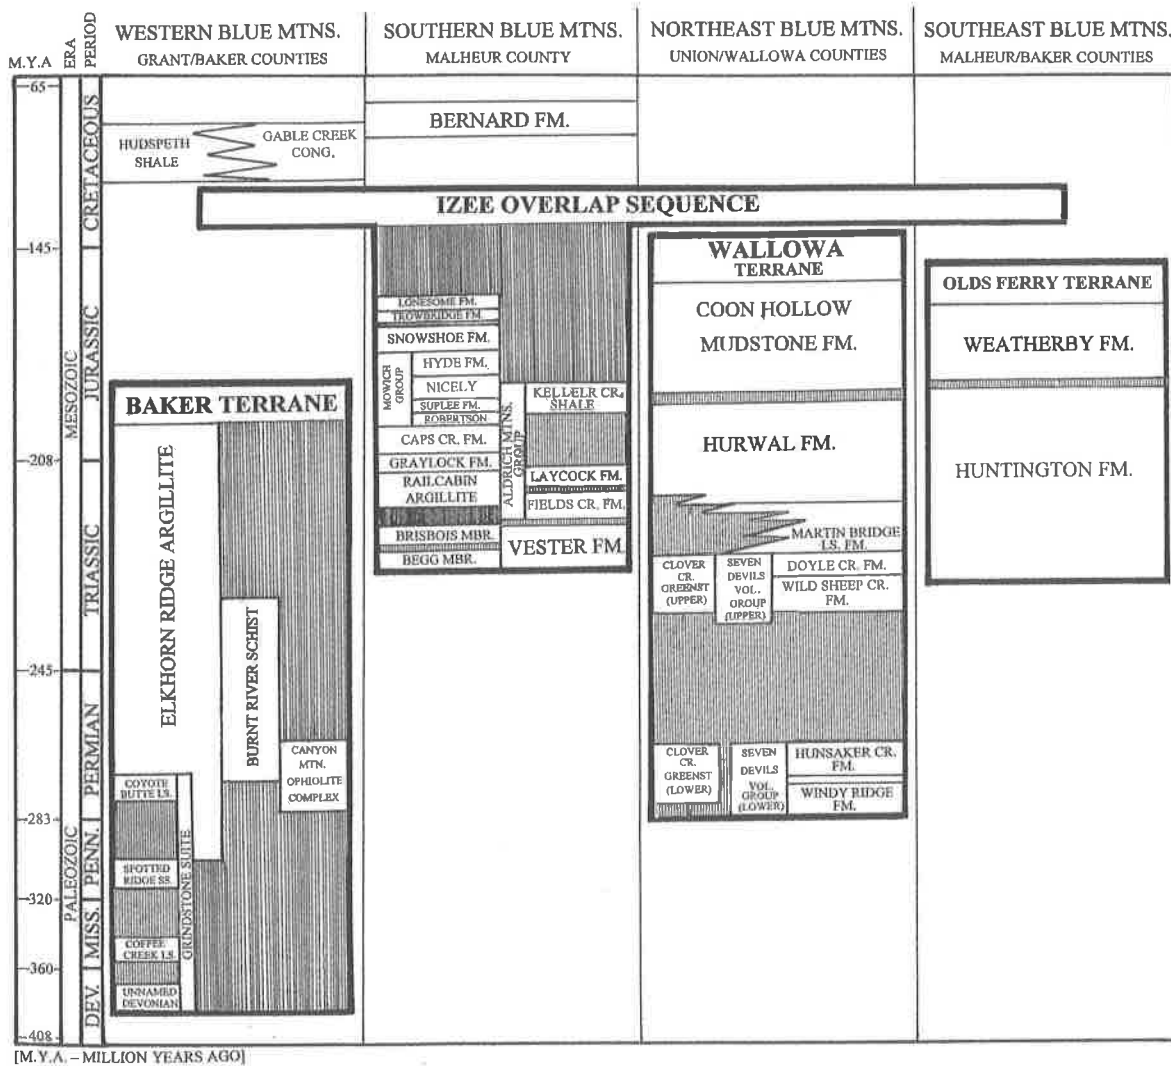 WESTERN BLUE MTNS.
GRANT/BAKER COUNTIES
SOUTHERN BLUE MTNS.
MALHEUR COUNTY
NORTHEAST BLUE MTNS.
UNION/WALLOWA COUNTIES
SOUTHEAST BLUE MTNS.
MALHEUR/BAKER COUNTIES
M.Y.A
ERA
PERIOD
65
145
208
245
283
320
360
408
MESOZOIC
PALEOZOIC
CRETACEOUS
JURASSIC
TRIASSIC
PERMIAN
PENN.
MISS.
DEV.
HUDSPETH
SHALE
GABLE CREEK
CONG.
BAKER TERRANE
ELKHORN RIDGE ARGILLITE
BURNT RIVER SCHIST
CANYON
MTN.
OPHIOLITE
COMPLEX
COYOTE
BUTTE LS.
GRINDSTONE SUITE
SPOTTED
RIDGE SS.
COFFEE
CREEK LS.
UNNAMED
DEVONIAN
BERNARD FM.
IZEE OVERLAP SEQUENCE
LONESOME FM.
TROWBRIDGE FM.
SNOWSHOE FM.
MOWICH
GROUP
HYDE FM.
NICELY
SUPLEE FM.
ROBERTSON
CAPS CR. FM.
GRAYLOCK FM.
RAILCABIN
ARGILLITE
BRISBOIS MBR.
BEGG MBR.
ALDRICH MTNS.
GROUP
KELLELR CR.
SHALE
LAYCOCK FM.
FIELDS CR. FM.
VESTER FM.
WALLOWA
TERRANE
COON HOLLOW
MUDSTONE FM.
HURWAL FM.
MARTIN BRIDGE
LS. FM.
CLOVER
CR.
GREENST
(UPPER)
SEVEN
DEVILS
VOL.
GROUP
(UPPER)
DOYLE CR. FM.
WILD SHEEP CR.
FM.
CLOVER
CR.
GREENST
(LOWER)
SEVEN
DEVILS
VOL.
GROUP
(LOWER)
HUNSAKER CR.
FM.
WINDY RIDGE
FM.
OLDS FERRY TERRANE
WEATHERBY FM.
HUNTINGTON FM.
[M.Y.A. – MILLION YEARS AGO]